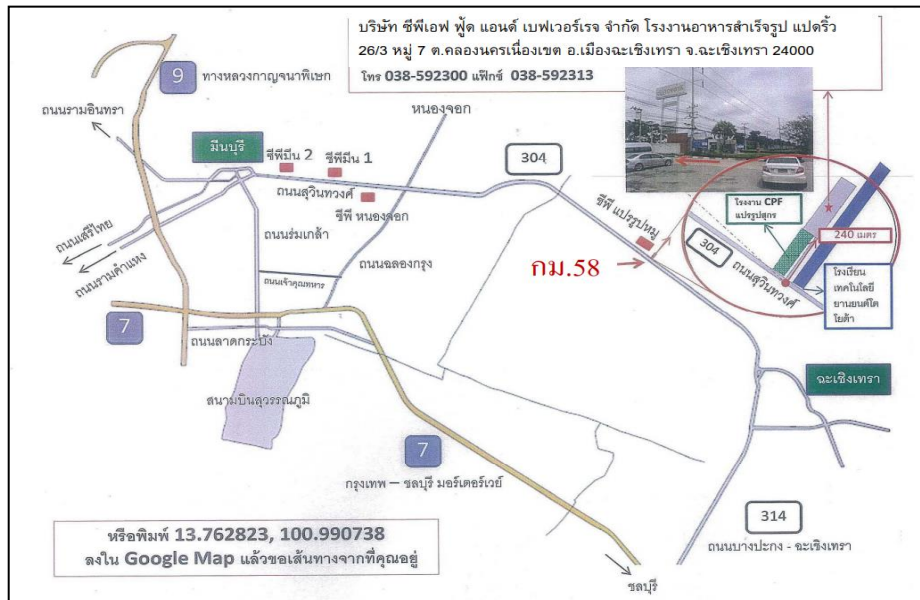 บริษัท ซีพีเอฟ ฟู้ด แอนด์ เบฟเวอร์เรจ จำกัด โรงงานอาหารสำเร็จรูป แปดริ้ว
26/3 หมู่ 7 ต.คลองนครเนื่องเขต อ.เมืองฉะเชิงเทรา จ.ฉะเชิงเทรา 24000
โทร 038-592300 แฟ๊กซ์ 038-592313
9
ทางหลวงกาญจนาพิเษก
ถนนรามอินทรา
หนองจอก
มีนบุรี
ซีพีมีน 2
ซีพีมีน 1
304
ถนนสุวินทวงศ์
ซีพี หนองจอก
ซีพี แปรรูปหมู
โรงงาน CPF
แปรรูปสุกร
240 เมตร
304
ถนนสุวินทวงศ์
ถนนเสรีไทย
ถนนรามคำแหง
ถนนร่มเกล้า
ถนนฉลองกรุง
ถนนเจ้าคุณทหาร
กม.58
โรงเรียน
เทคโนโลยี
ยานยนต์โต
โยต้า
7
ถนนลาดกระบัง
ฉะเชิงเทรา
สนามบินสุวรรณภูมิ
7
กรุงเทพ – ชลบุรี มอร์เตอร์เวย์
314
ถนนบางปะกง - ฉะเชิงเทรา
หรือพิมพ์ 13.762823, 100.990738
ลงใน Google Map แล้วขอเส้นทางจากที่คุณอยู่
ชลบุรี